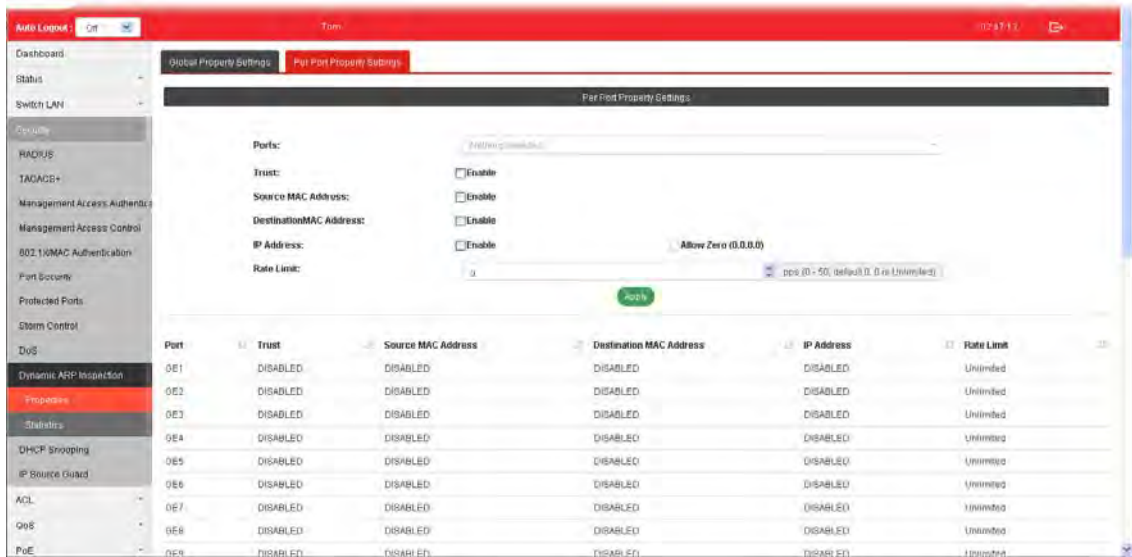 Auto Logout : Off
Tom
Dashboard
Status
Switch LAN
Security
RADIUS
TACACS+
Management Access Authentica
Management Access Control
802.1X/MAC Authentication
Port Security
Protected Ports
Storm Control
DoS
Dynamic ARP Inspection
Properties
Statistics
DHCP Snooping
IP Source Guard
ACL
QoS
PoE
Global Property Settings
Per Port Property Settings
Per Port Property Settings
Ports:
Trust: Enable
Source MAC Address: Enable
DestinationMAC Address: Enable
IP Address: Enable Allow Zero (0.0.0.0)
Rate Limit: 0 pps (0 - 50, default 0, 0 is Unlimited)
Apply
Port Trust Source MAC Address Destination MAC Address IP Address Rate Limit
GE1 DISABLED DISABLED DISABLED DISABLED Unlimited
GE2 DISABLED DISABLED DISABLED DISABLED Unlimited
GE3 DISABLED DISABLED DISABLED DISABLED Unlimited
GE4 DISABLED DISABLED DISABLED DISABLED Unlimited
GE5 DISABLED DISABLED DISABLED DISABLED Unlimited
GE6 DISABLED DISABLED DISABLED DISABLED Unlimited
GE7 DISABLED DISABLED DISABLED DISABLED Unlimited
GE8 DISABLED DISABLED DISABLED DISABLED Unlimited
GE9 DISABLED DISABLED DISABLED DISABLED Unlimited